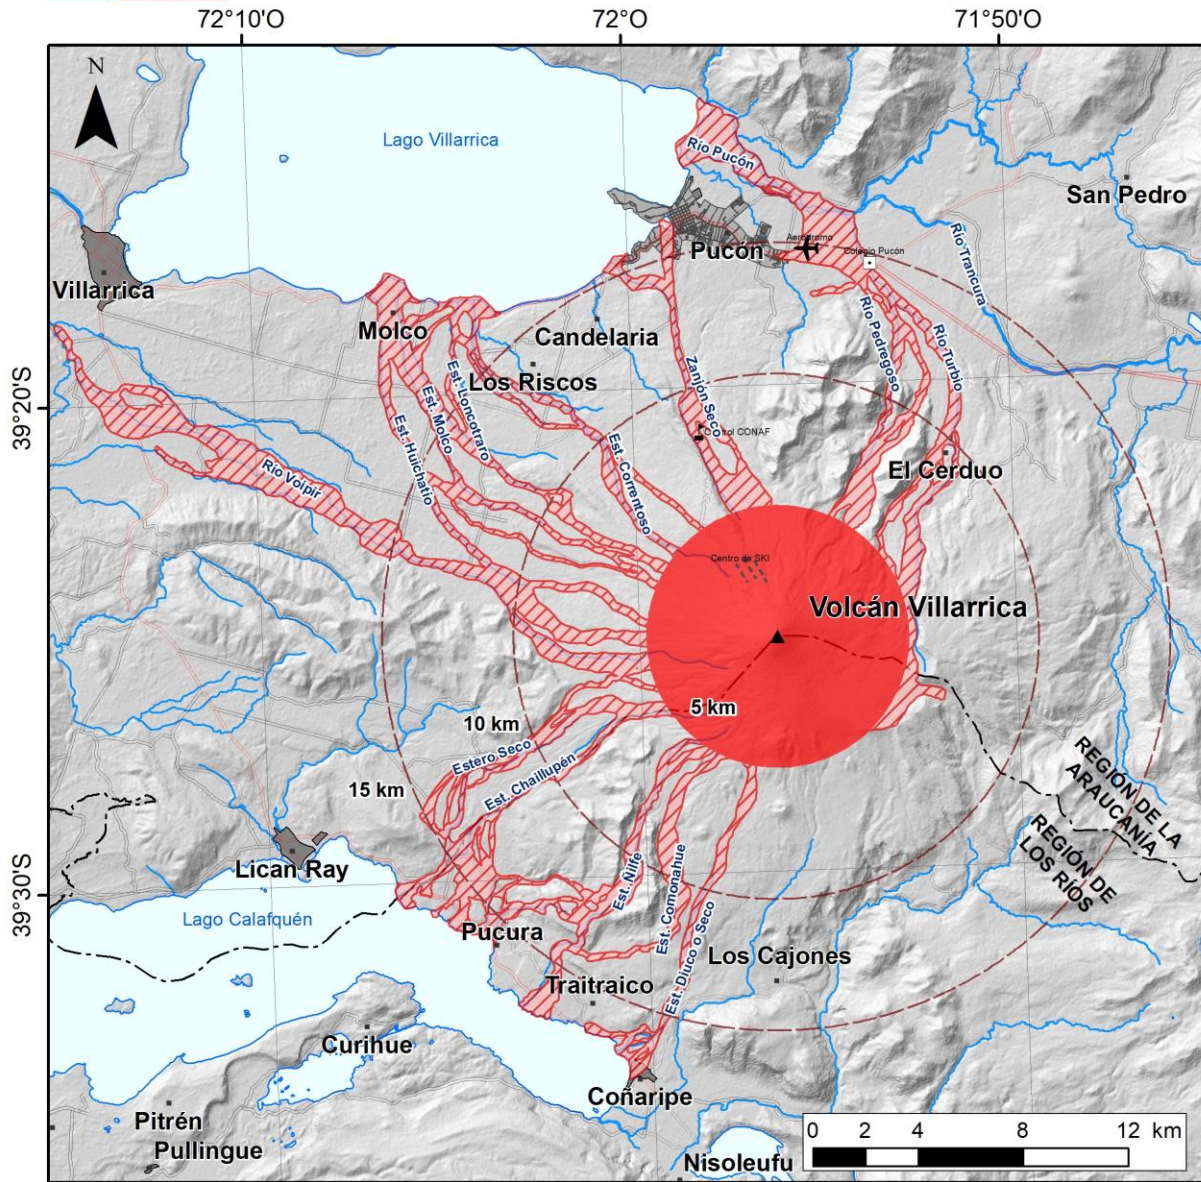 72°10'O
72°O
71°50'O
N
Lago Villarrica
Río Pucón
San Pedro
Pucón
Aeródromo
Colegio Pucón
Río Trancura
Villarrica
Molco
Candelaria
Los Riscos
Río Pedregoso
Río Turbio
Zanjón Seco
39°20'S
Est. Loncotraro
Est. Molco
Est. Huichatio
Control CONAF
El Cerduo
Río Voipir
Est. Correntoso
Centro de SKI
Volcán Villarrica
5 km
10 km
15 km
Estero Seco
Est. Chaillupén
REGIÓN DE LA
ARAUCANÍA
REGIÓN DE
LOS RÍOS
Lican Ray
39°30'S
Lago Calafquén
Est. Ñilfe
Est. Comonahue
Est. Diuco o Seco
Pucura
Los Cajones
Traitraico
Curihue
Coñaripe
Pitrén
Pullingue
Nisoleufu
0 2 4 8 12 km